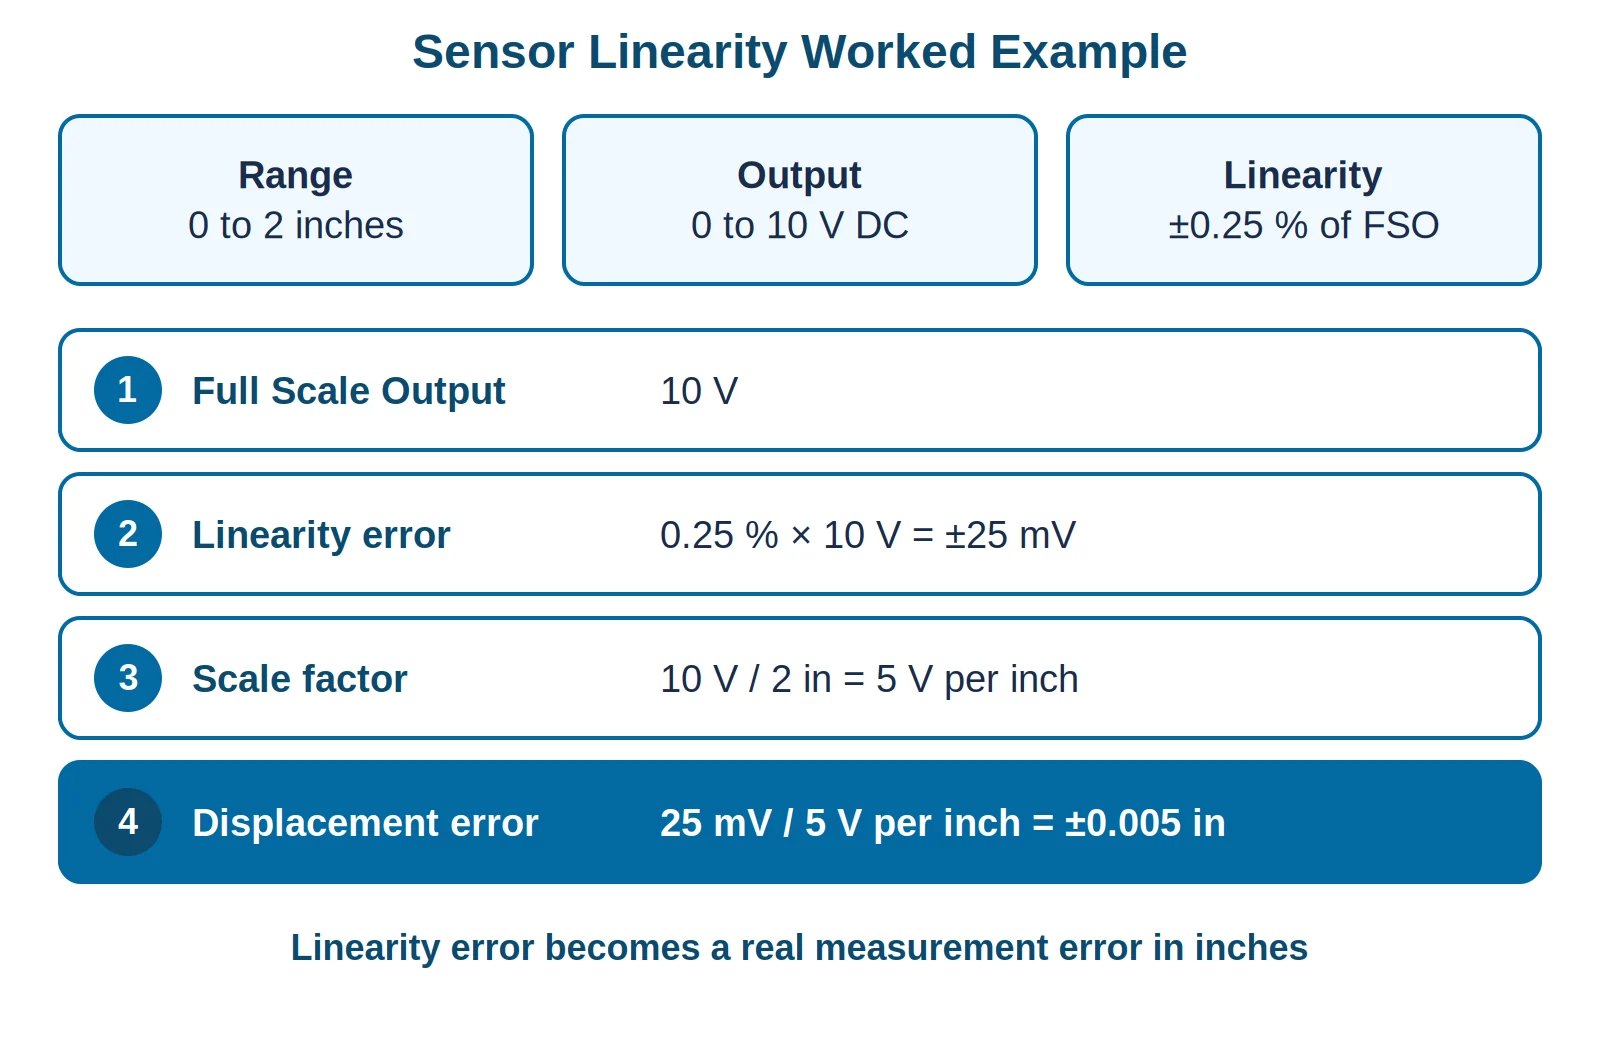 Sensor Linearity Worked Example
Range
0 to 2 inches
Output
0 to 10 V DC
Linearity
±0.25 % of FSO
1 Full Scale Output 10 V
2 Linearity error 0.25 % × 10 V = ±25 mV
3 Scale factor 10 V / 2 in = 5 V per inch
4 Displacement error 25 mV / 5 V per inch = ±0.005 in
Linearity error becomes a real measurement error in inches